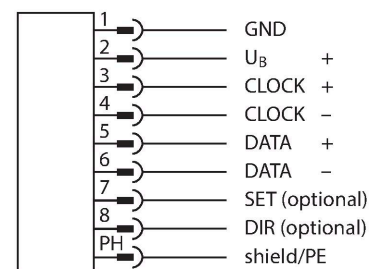 1 GND
2 U_B +
3 CLOCK +
4 CLOCK –
5 DATA +
6 DATA –
7 SET (optional)
8 DIR (optional)
PH shield/PE